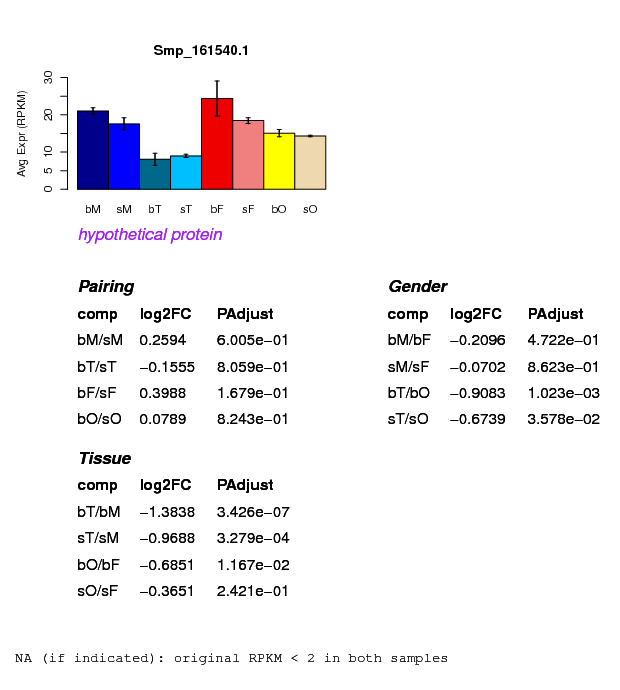 Smp_161540.1
Avg Expr (RPKM)
30
20
10
5
0
bM sM bT sT bF sF bO sO
hypothetical protein
Pairing
comp log2FC PAdjust
bM/sM 0.2594 6.005e−01
bT/sT −0.1555 8.059e−01
bF/sF 0.3988 1.679e−01
bO/sO 0.0789 8.243e−01
Gender
comp log2FC PAdjust
bM/bF −0.2096 4.722e−01
sM/sF −0.0702 8.623e−01
bT/bO −0.9083 1.023e−03
sT/sO −0.6739 3.578e−02
Tissue
comp log2FC PAdjust
bT/bM −1.3838 3.426e−07
sT/sM −0.9688 3.279e−04
bO/bF −0.6851 1.167e−02
sO/sF −0.3651 2.421e−01
NA (if indicated): original RPKM < 2 in both samples